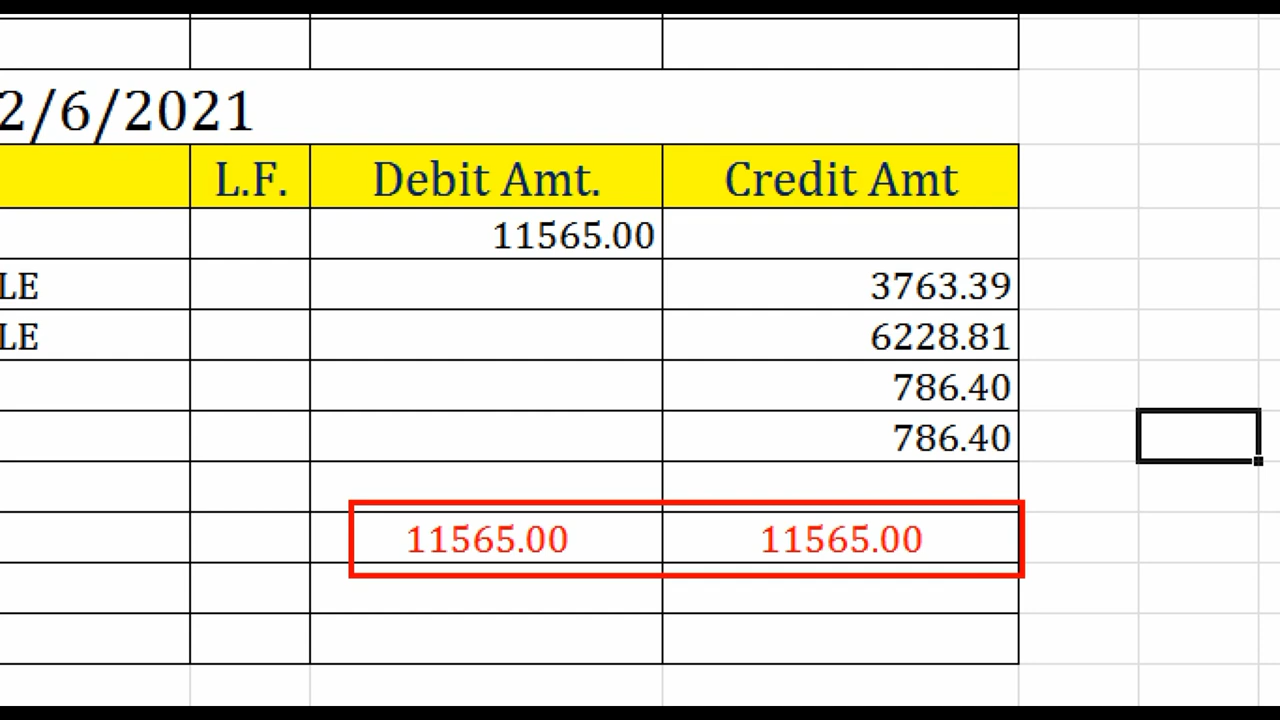 2/6/2021
L.F. Debit Amt. Credit Amt
11565.00
LE 3763.39
LE 6228.81
786.40
786.40
11565.00 11565.00